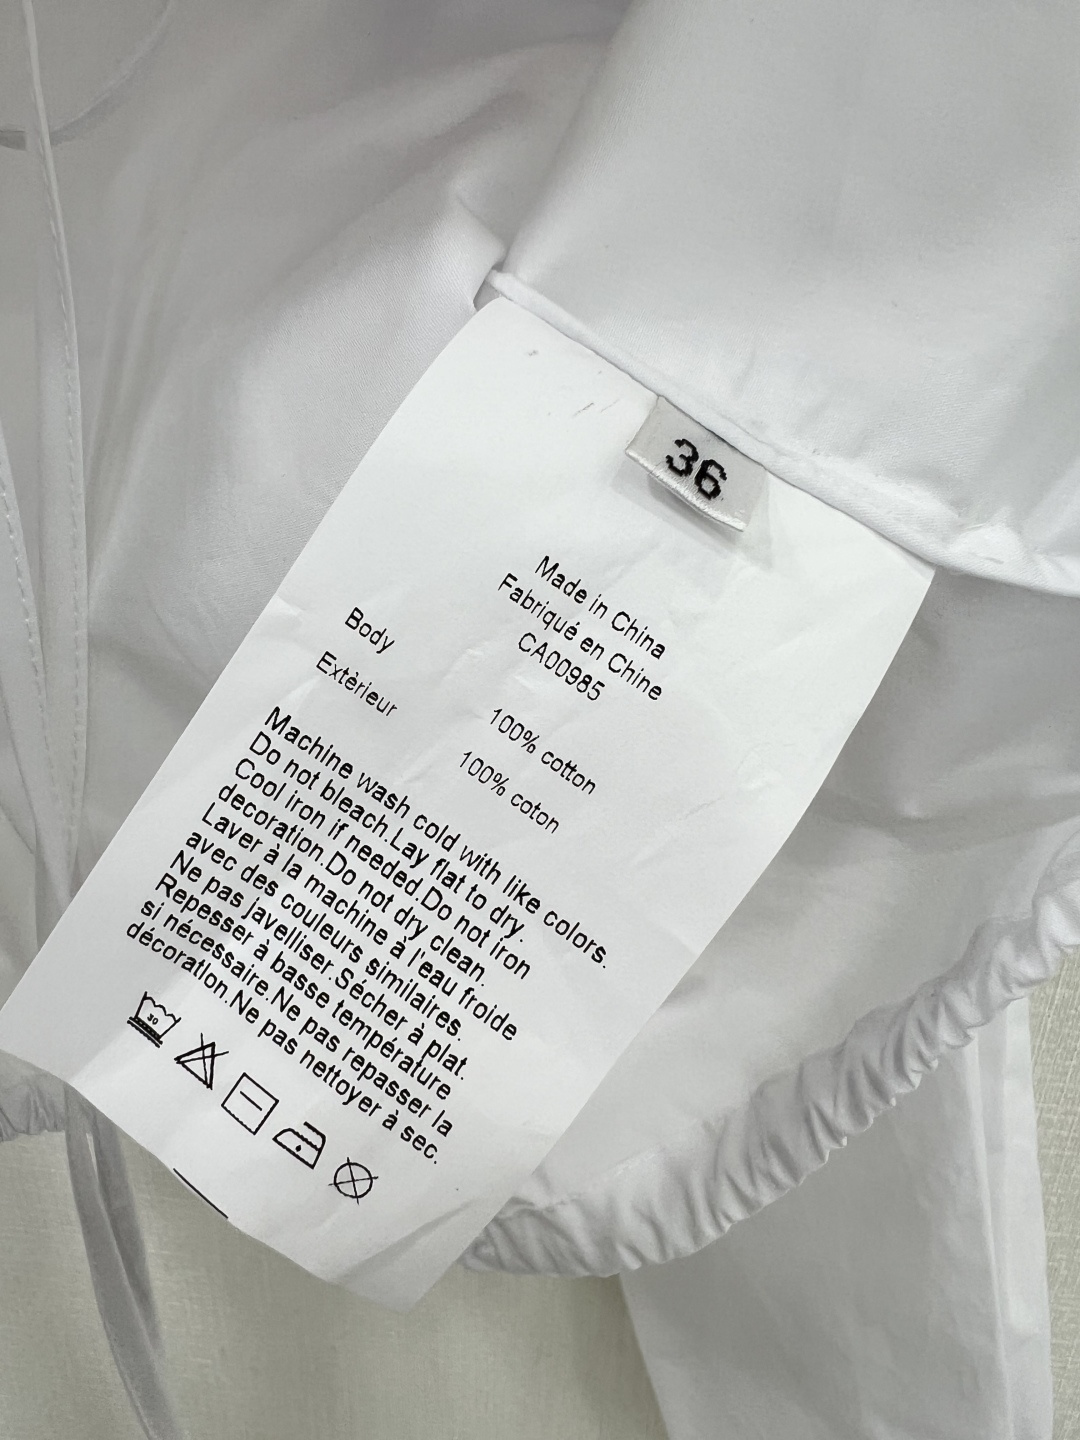 36
Made in China
Fabriqué en Chine
CA00985
Body 100% cotton
Extèrieur 100% coton
Machine wash cold with like colors.
Do not bleach.Lay flat to dry.
Cool iron if needed.Do not iron
decoration.Do not dry clean.
Laver à la machine à l'eau froide
avec des couleurs similaires.
Ne pas javelliser.Sécher à plat.
Repesser à basse température
si nécessaire.Ne pas repasser la
décoration.Ne pas nettoyer à sec.
30